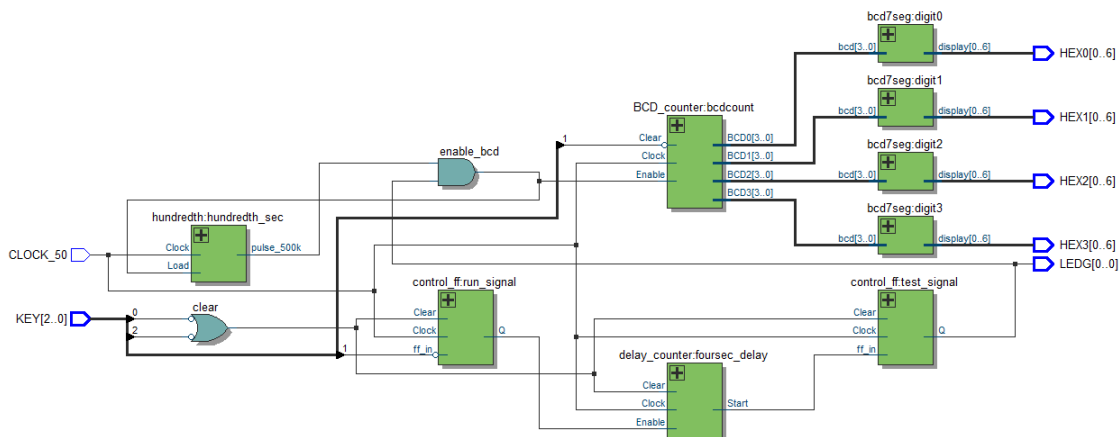 bcd7seg:digit0
bcd[3..0] display[0..6] HEX0[0..6]
bcd7seg:digit1
BCD_counter:bcdcount
bcd[3..0] display[0..6] HEX1[0..6]
1 Clear BCD0[3..0]
enable_bcd
Clock BCD1[3..0]
bcd7seg:digit2
Enable BCD2[3..0] bcd[3..0] display[0..6] HEX2[0..6]
BCD3[3..0]
hundredth:hundredth_sec
bcd7seg:digit3
Clock pulse_500k
bcd[3..0] display[0..6] HEX3[0..6]
CLOCK_50
Load
LEDG[0..0]
control_ff:run_signal
control_ff:test_signal
clear
KEY[2..0] 0
2
Clear
Clock Q
1 ff_in
Clear
Clock Q
ff_in
delay_counter:foursec_delay
Clear
Clock Start
Enable